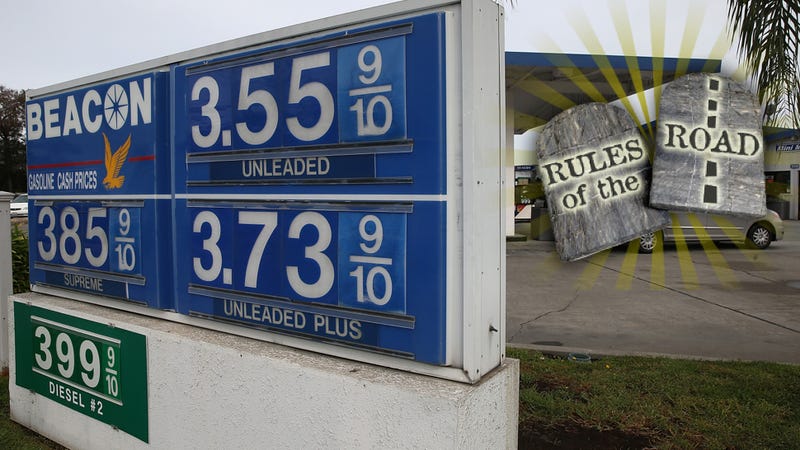 BEACON
GASOLINE CASH PRICES
3.55 9/10
UNLEADED
385 9/10
SUPREME
3.73 9/10
UNLEADED PLUS
399 9/10
DIESEL #2
RULES
of the
ROAD